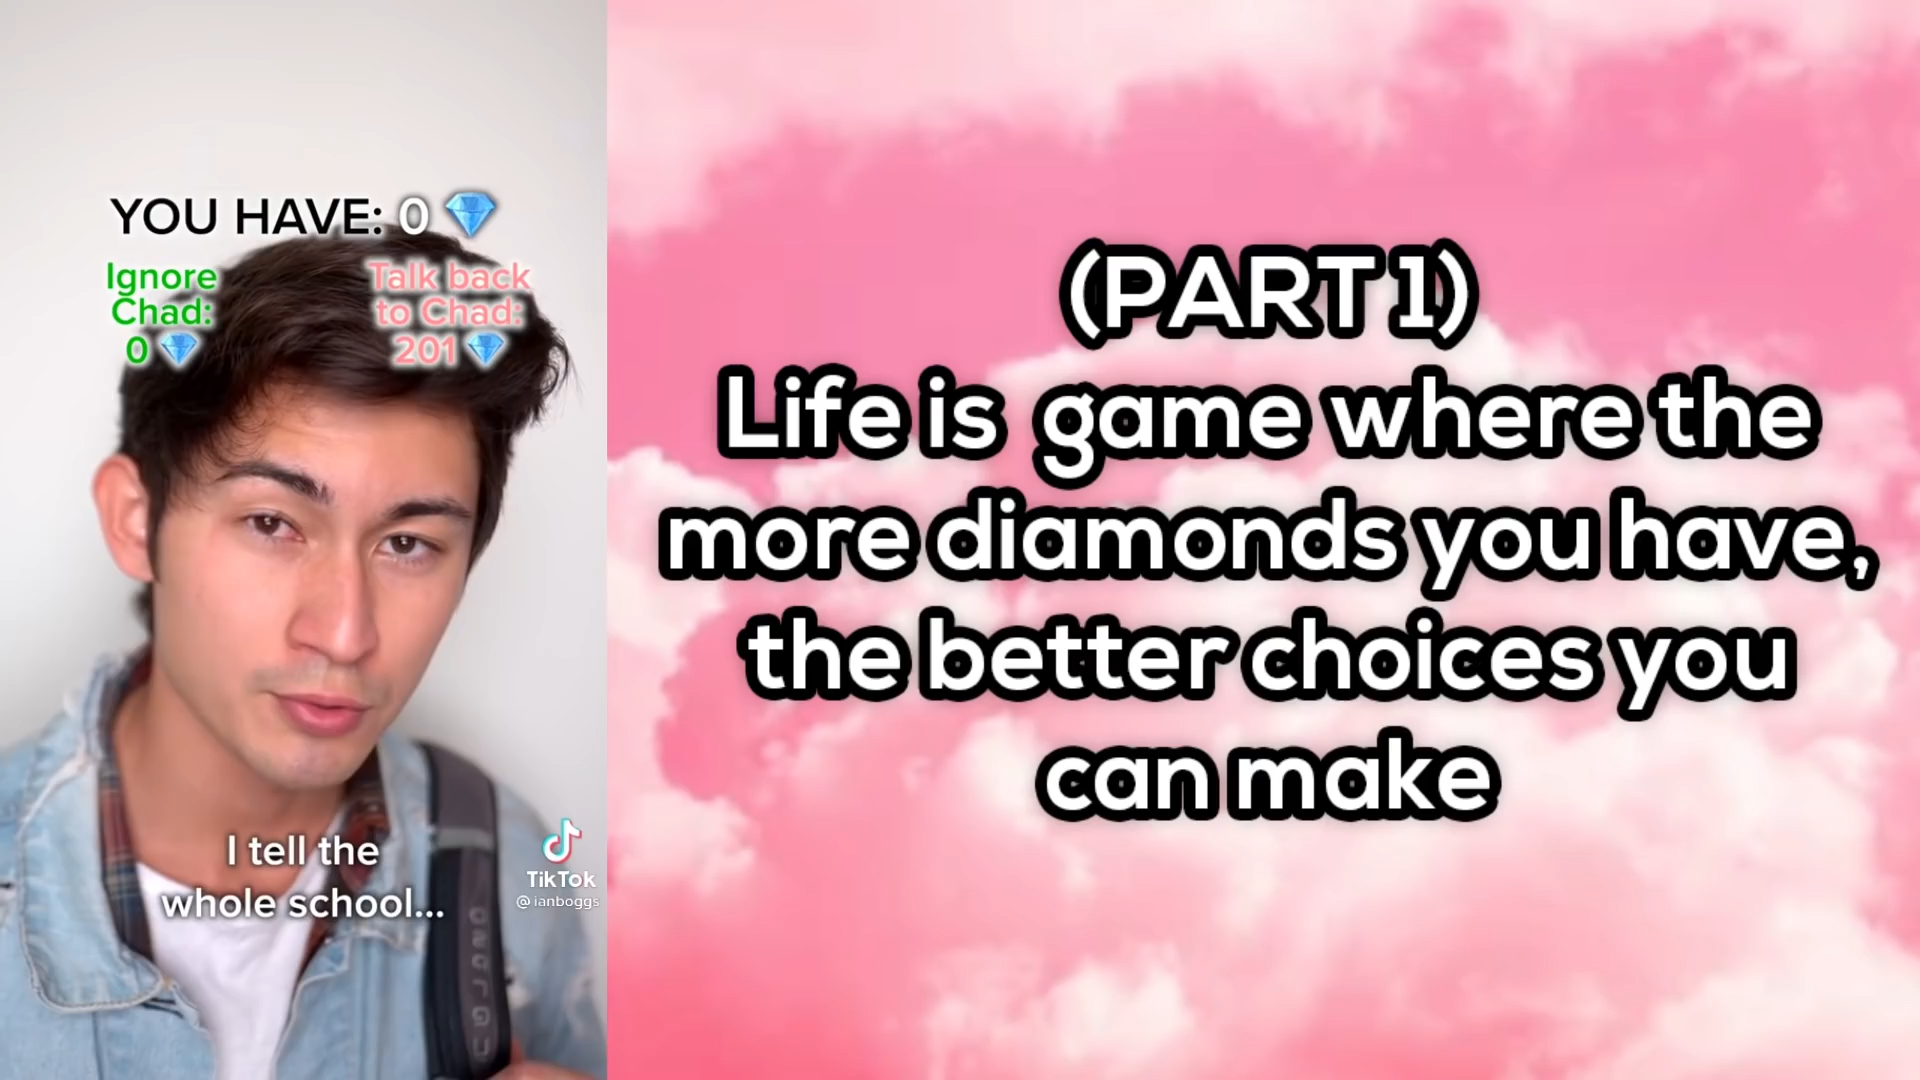 YOU HAVE: 0 💎
Ignore
Chad:
0 💎
Talk back
to Chad:
201 💎
I tell the
whole school...
TikTok
@ianboggs
(PART 1)
Life is game where the
more diamonds you have,
the better choices you
can make